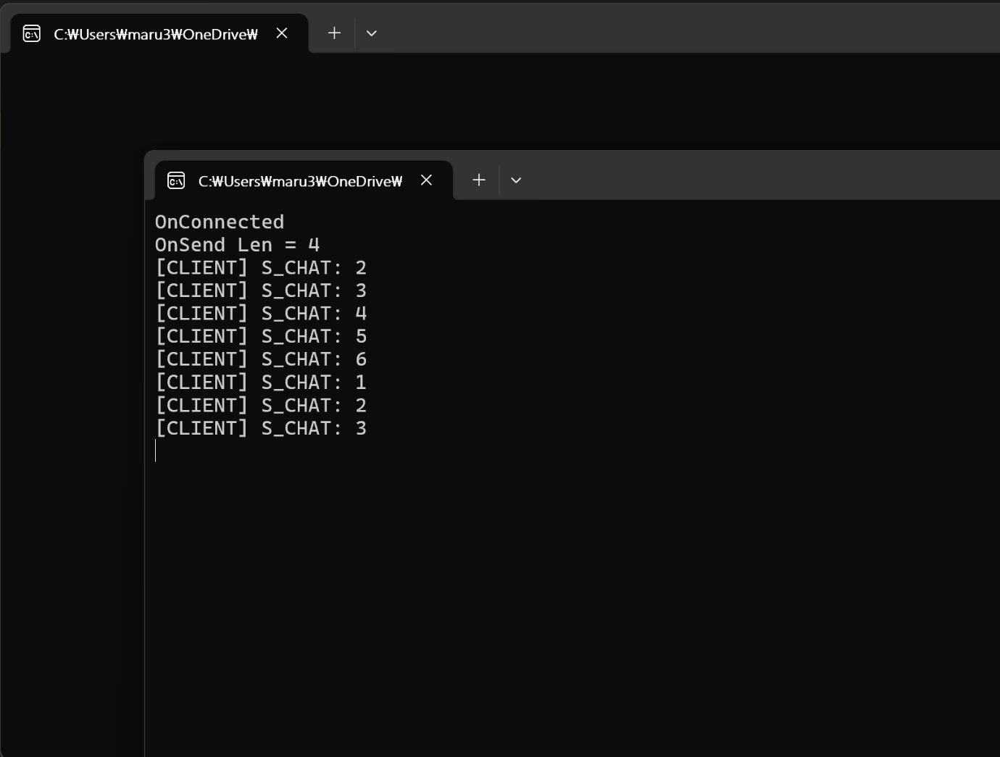 C:₩Users₩maru3₩OneDrive₩
C:₩Users₩maru3₩OneDrive₩
OnConnected
OnSend Len = 4
[CLIENT] S_CHAT: 2
[CLIENT] S_CHAT: 3
[CLIENT] S_CHAT: 4
[CLIENT] S_CHAT: 5
[CLIENT] S_CHAT: 6
[CLIENT] S_CHAT: 1
[CLIENT] S_CHAT: 2
[CLIENT] S_CHAT: 3